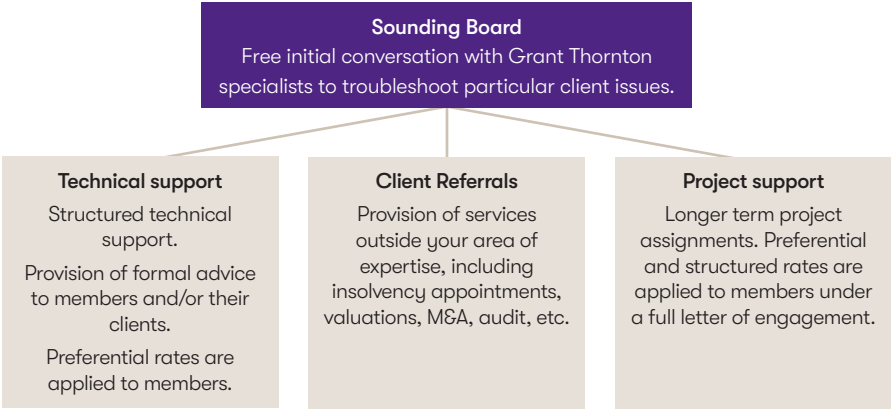 Sounding Board
Free initial conversation with Grant Thornton
specialists to troubleshoot particular client issues.
Technical support
Structured technical
support.
Provision of formal advice
to members and/or their
clients.
Preferential rates are
applied to members.
Client Referrals
Provision of services
outside your area of
expertise, including
insolvency appointments,
valuations, M&A, audit, etc.
Project support
Longer term project
assignments. Preferential
and structured rates are
applied to members under
a full letter of engagement.